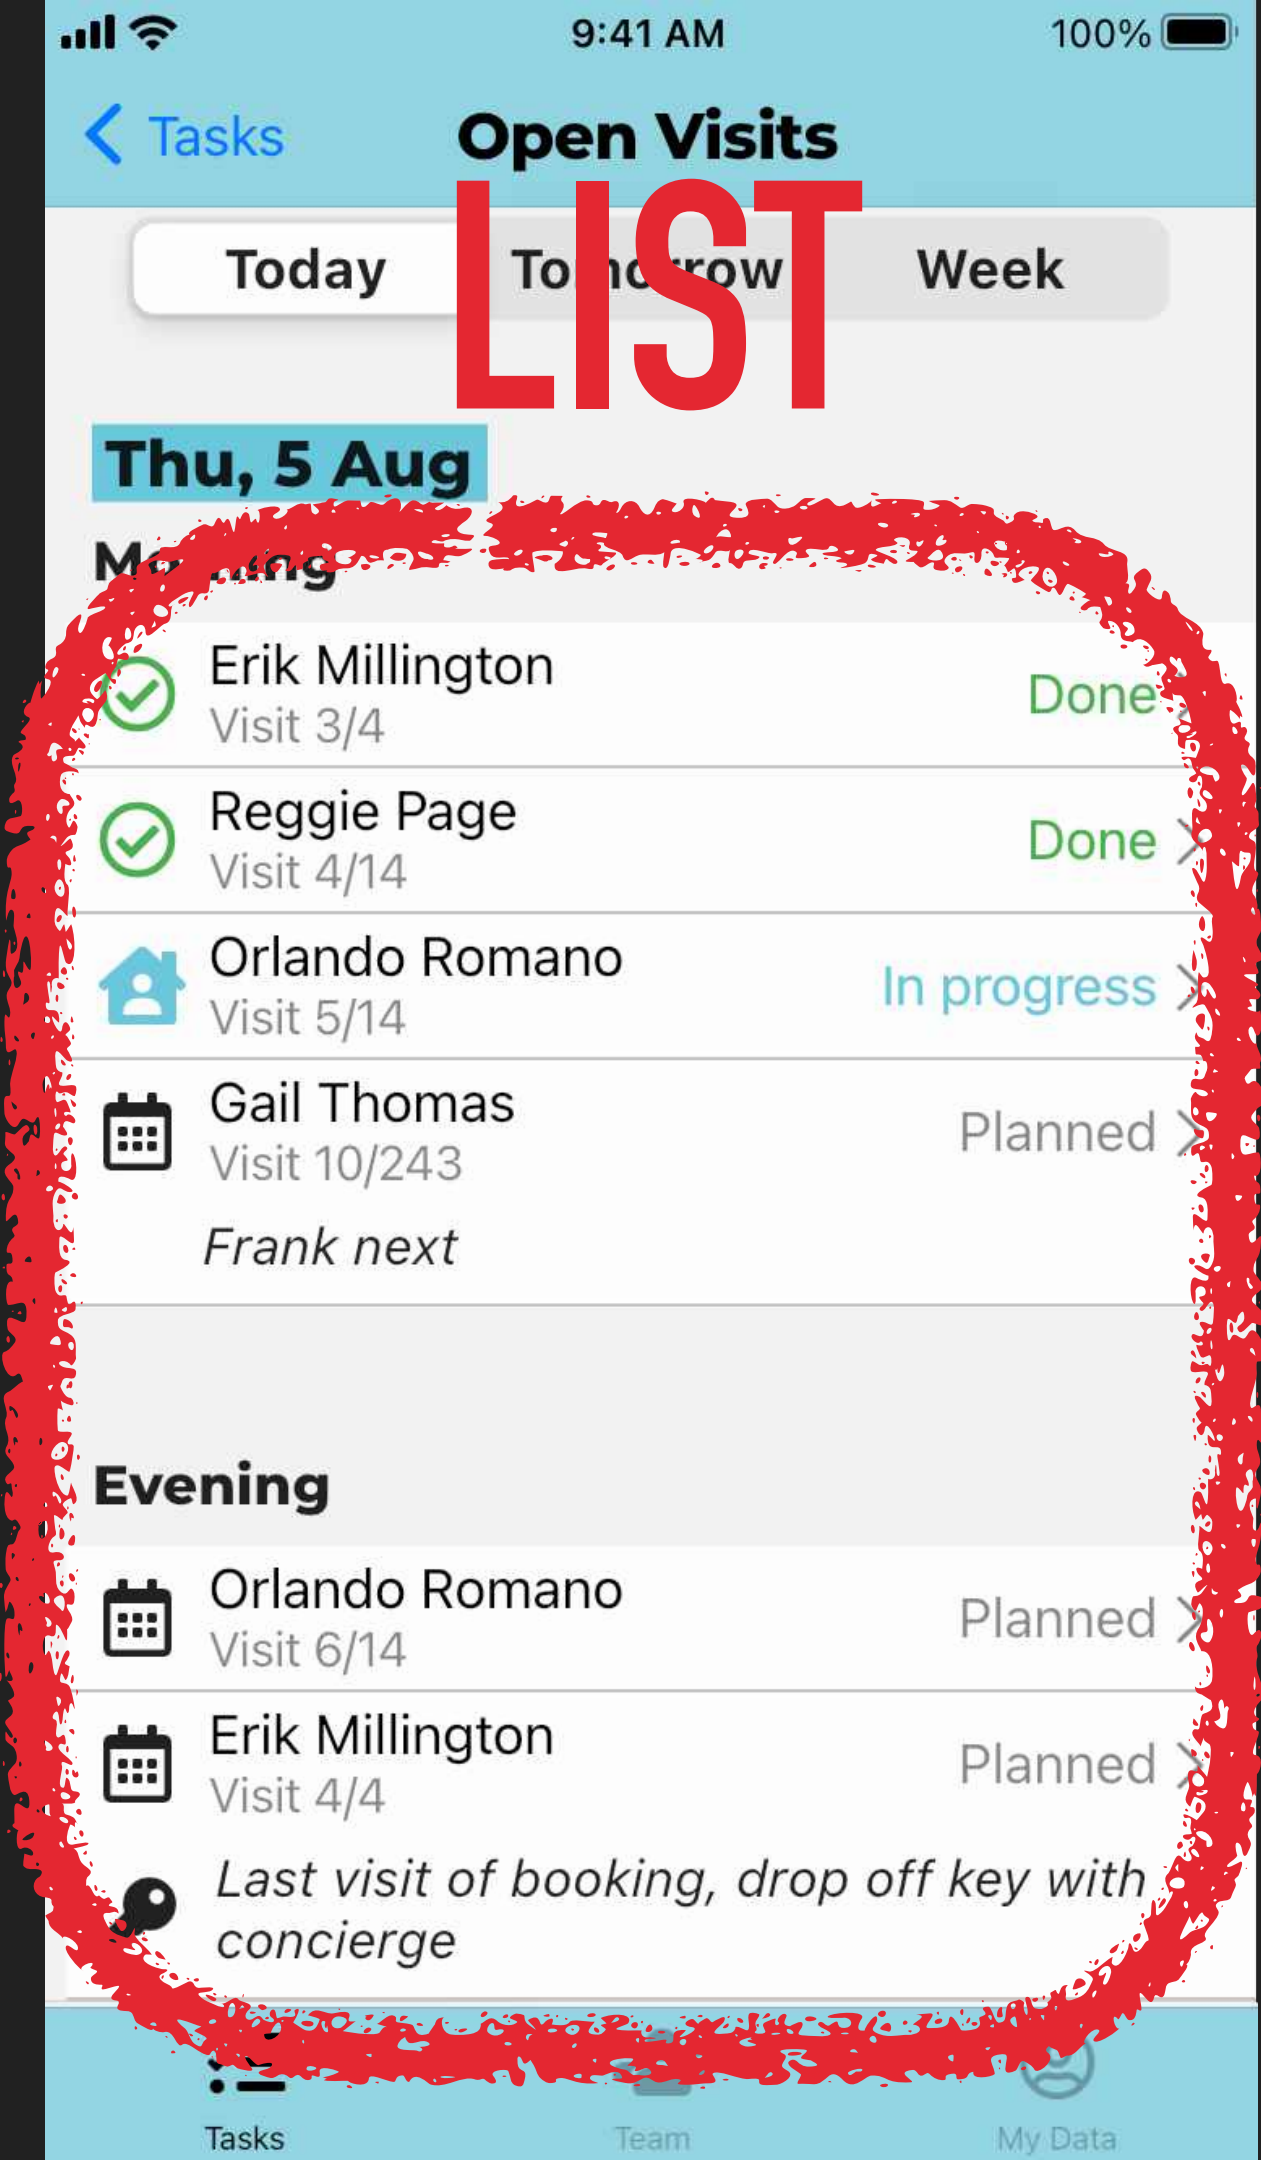 9:41 AM
100%
Tasks
Open Visits
LIST
Today
Tomorrow
Week
Thu, 5 Aug
Morning
Erik Millington
Visit 3/4
Done
Reggie Page
Visit 4/14
Done
Orlando Romano
Visit 5/14
In progress
Gail Thomas
Visit 10/243
Planned
Frank next
Evening
Orlando Romano
Visit 6/14
Planned
Erik Millington
Visit 4/4
Planned
Last visit of booking, drop off key with
concierge
Tasks
Team
My Data